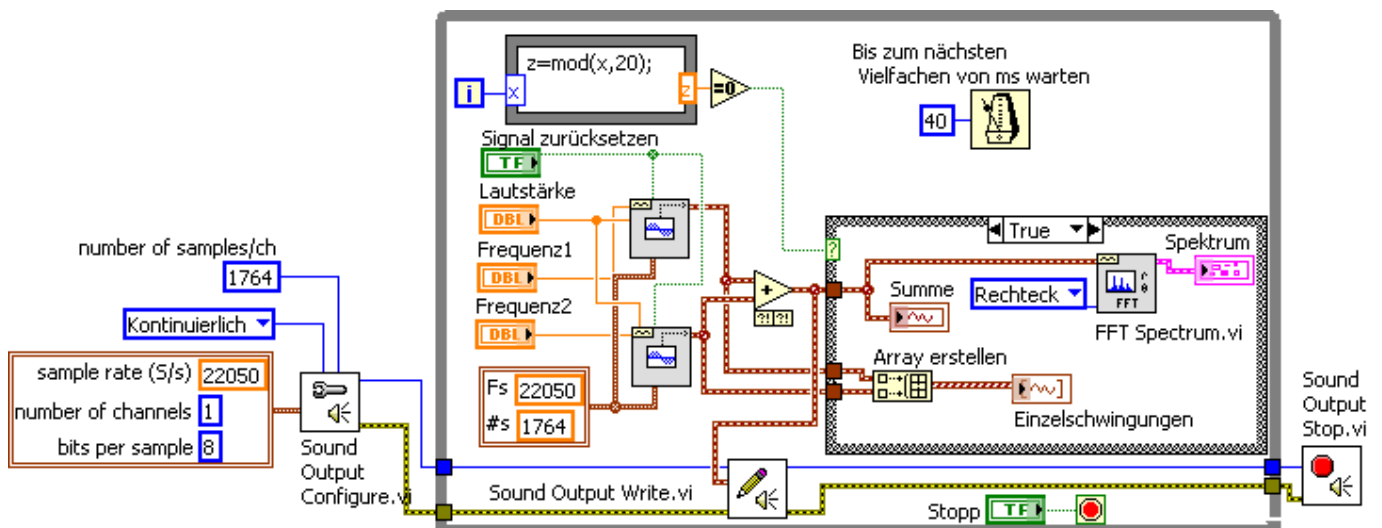 z=mod(x,20);
i
x
z
=0
Bis zum nächsten
Vielfachen von ms warten
40
Signal zurücksetzen
TF
Lautstärke
DBL
Frequenz1
DBL
Frequenz2
DBL
Fs 22050
#s 1764
+
?! ?!
number of samples/ch
1764
Kontinuierlich
sample rate (S/s) 22050
number of channels 1
bits per sample 8
Sound
Output
Configure.vi
True
?
Spektrum
Summe
Rechteck
FFT
FFT Spectrum.vi
Array erstellen
Einzelschwingungen
Sound Output Write.vi
Stopp TF
Sound
Output
Stop.vi